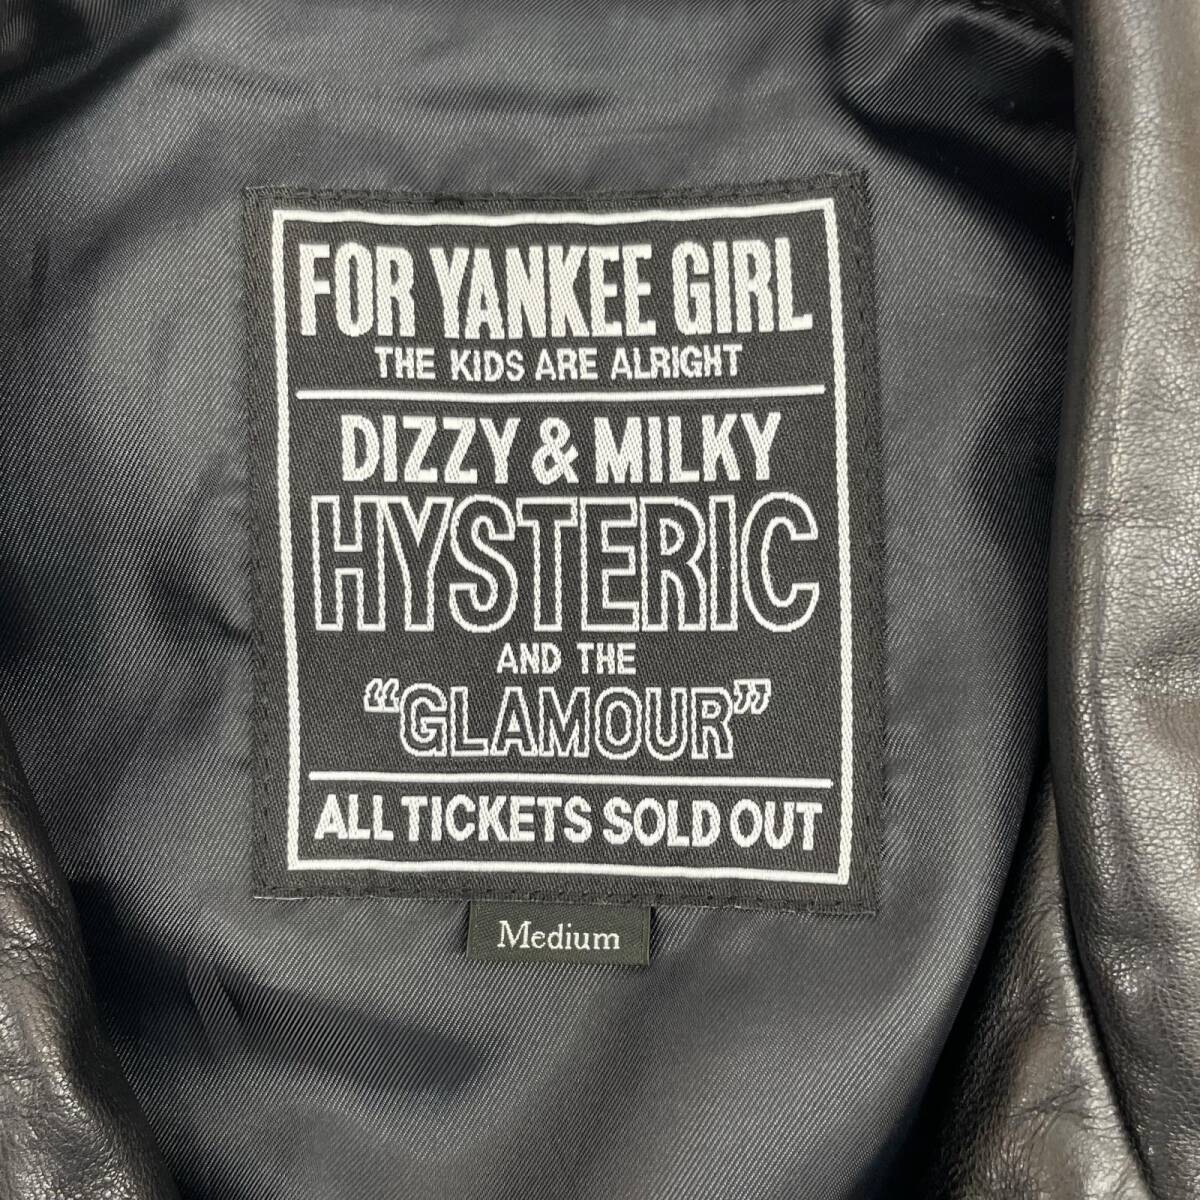 FOR YANKEE GIRL
THE KIDS ARE ALRIGHT
DIZZY & MILKY
HYSTERIC
AND THE
“GLAMOUR”
ALL TICKETS SOLD OUT
Medium